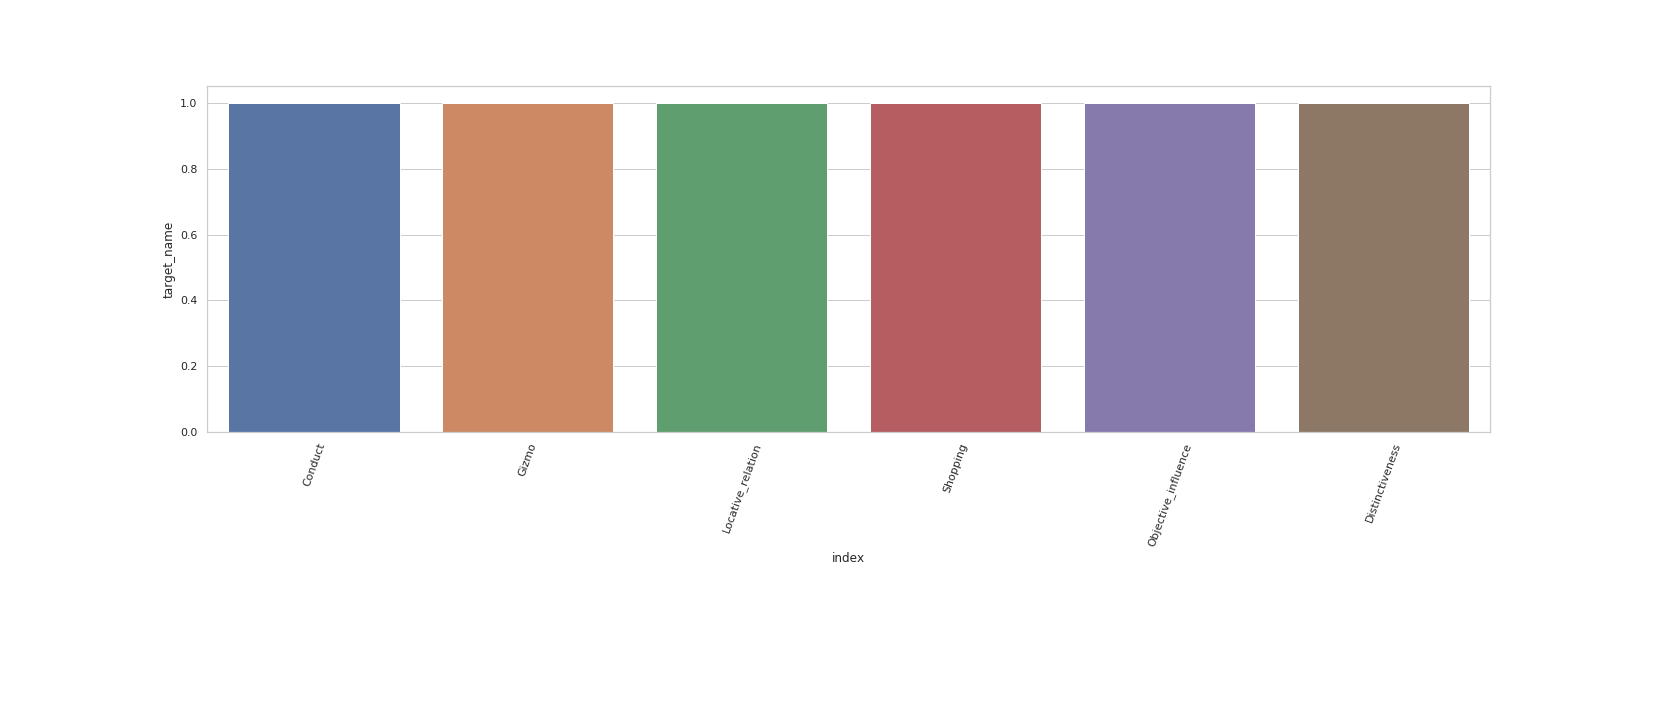 1.0
0.8
0.6
0.4
0.2
0.0
target_name
Conduct
Gizmo
Locative_relation
Shopping
Objective_influence
Distinctiveness
index